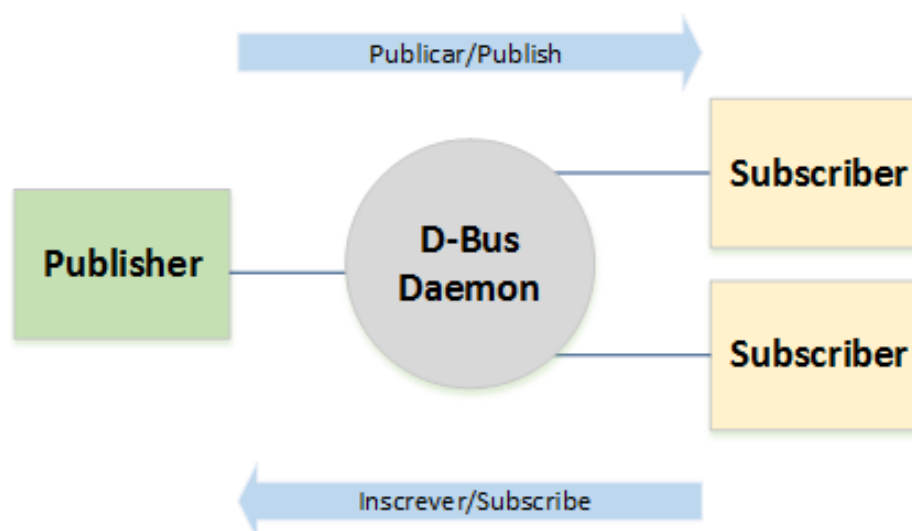 Publicar/Publish
Subscriber
Publisher
D-Bus
Daemon
Subscriber
Inscrever/Subscribe